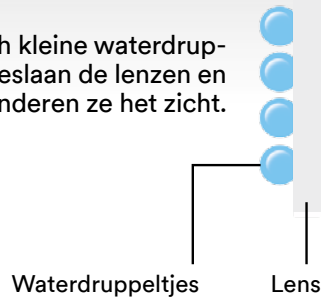 kleine waterdrup-
eslaan de lenzen en
nderen ze het zicht.
Waterdruppeltjes
Lens